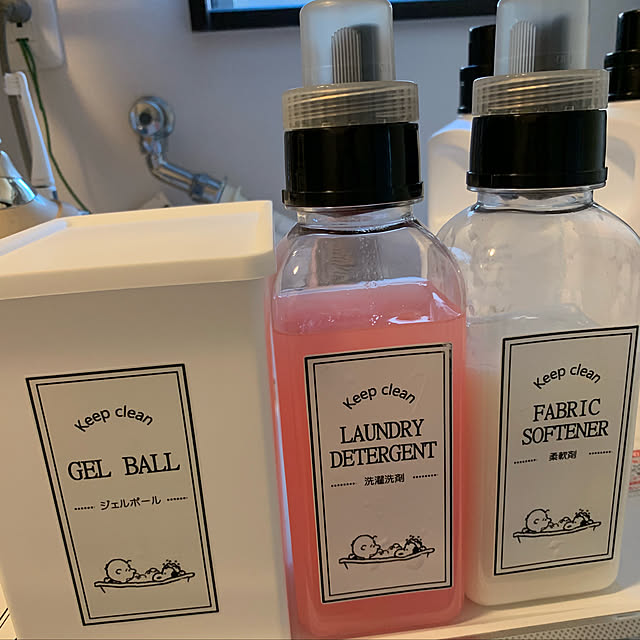 Keep clean
GEL BALL
ジェルボール
Keep clean
LAUNDRY
DETERGENT
洗濯洗剤
Keep clean
FABRIC
SOFTENER
柔軟剤